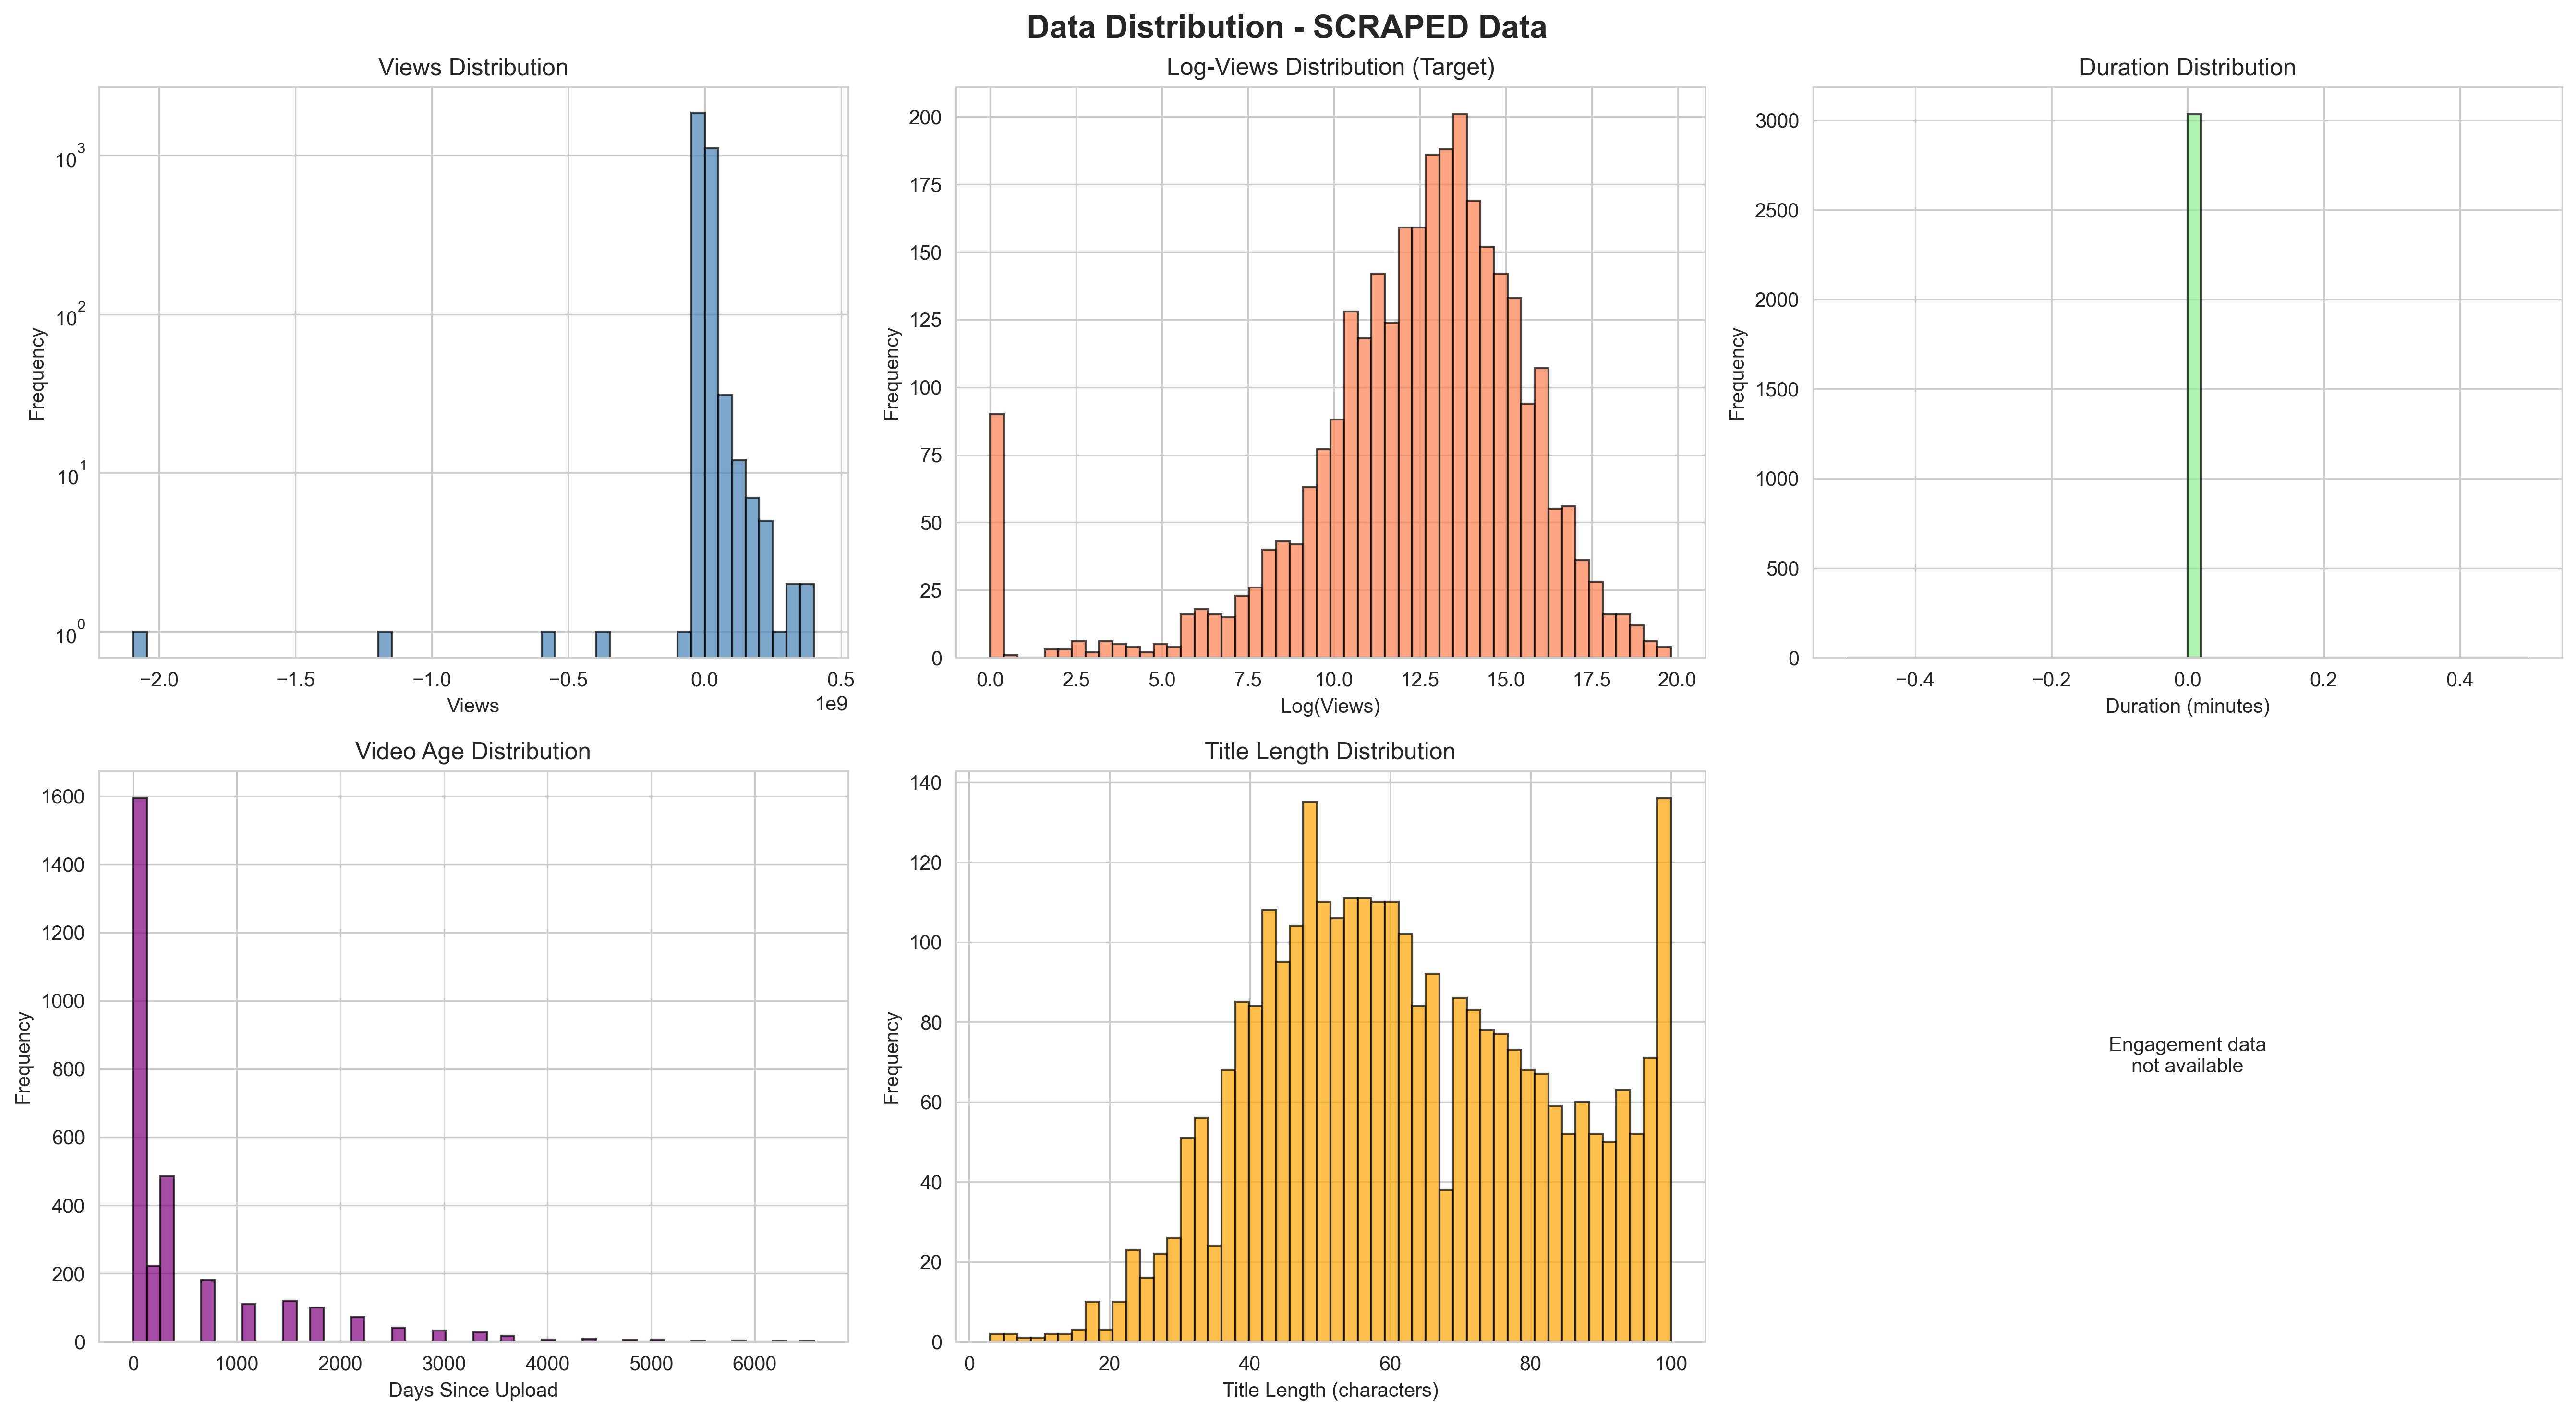 Data Distribution - SCRAPED Data
Views Distribution
Frequency
10^3
10^2
10^1
10^0
−2.0 −1.5 −1.0 −0.5 0.0 0.5
1e9
Views
Log-Views Distribution (Target)
Frequency
200
175
150
125
100
75
50
25
0
0.0 2.5 5.0 7.5 10.0 12.5 15.0 17.5 20.0
Log(Views)
Duration Distribution
Frequency
3000
2500
2000
1500
1000
500
0
−0.4 −0.2 0.0 0.2 0.4
Duration (minutes)
Video Age Distribution
Frequency
1600
1400
1200
1000
800
600
400
200
0
0 1000 2000 3000 4000 5000 6000
Days Since Upload
Title Length Distribution
Frequency
140
120
100
80
60
40
20
0
0 20 40 60 80 100
Title Length (characters)
Engagement data
not available